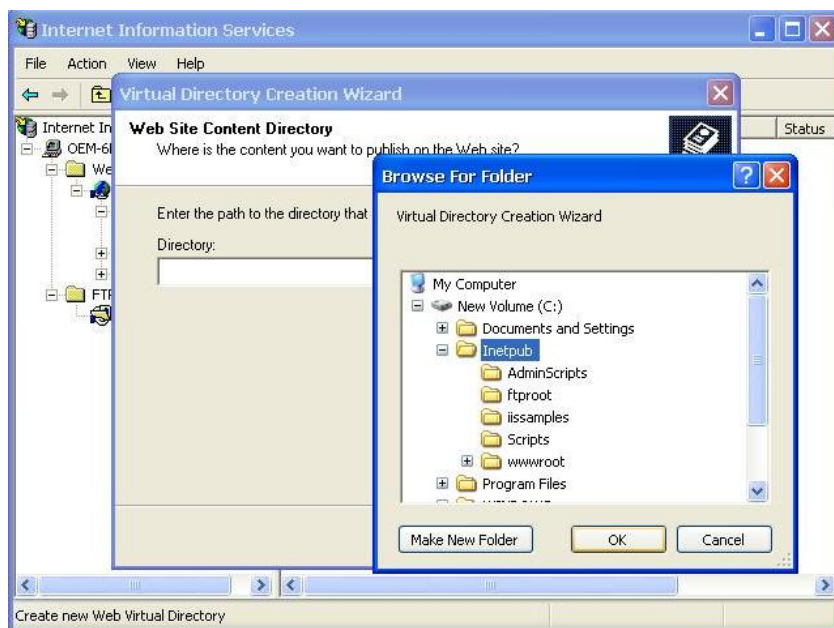 Internet Information Services
File Action View Help
Virtual Directory Creation Wizard
Web Site Content Directory
Where is the content you want to publish on the Web site?
Internet In
Status
OEM-6
We
FTP
Enter the path to the directory that
Directory:
Browse For Folder
Virtual Directory Creation Wizard
My Computer
New Volume (C:)
Documents and Settings
Inetpub
AdminScripts
ftproot
iissamples
Scripts
wwwroot
Program Files
Make New Folder
OK
Cancel
Create new Web Virtual Directory